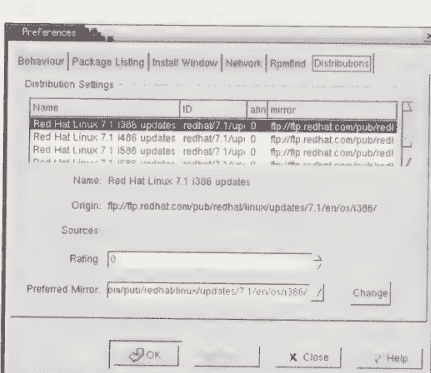 Preferences
Behaviour Package Listing Install Window Network Rpmfind Distributions
Distribution Settings
Name ID mirror
Red Hat Linux 7.1 i386 updates redhat/7.1/up 0 ftp://ftp.redhat.com/pub/redl
Red Hat Linux 7.1 i486 updates redhat/7.1/up 0 ftp://ftp.redhat.com/pub/redl
Red Hat Linux 7.1 i586 updates redhat/7.1/up 0 ftp://ftp.redhat.com/pub/redl
Name: Red Hat Linux 7.1 i386 updates
Origin: ftp://ftp.redhat.com/pub/redhat/linux/updates/7.1/en/os/i386/
Sources:
Rating 0
Preferred Mirror: om/pub/redhat/linux/updates/7.1/en/os/i386/ Change
OK Close Help